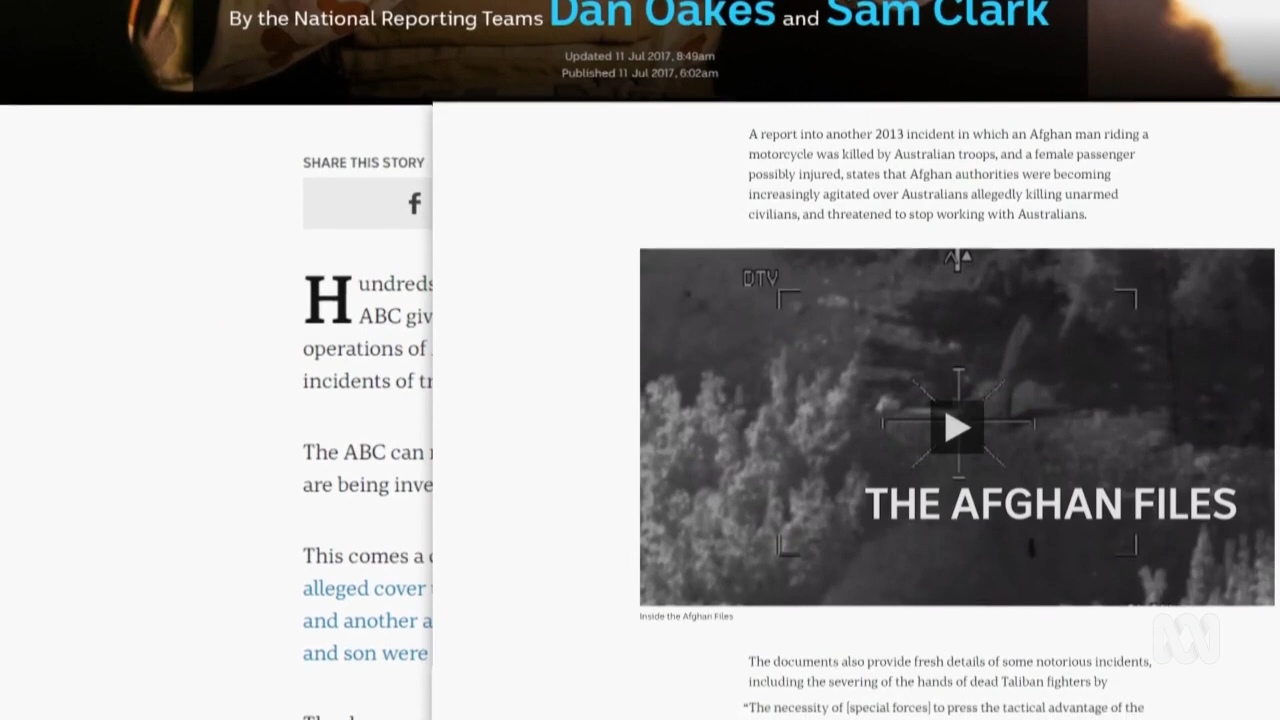 By the National Reporting Teams Dan Oakes and Sam Clark
Updated 11 Jul 2017, 8:49am
Published 11 Jul 2017, 6:02am
SHARE THIS STORY
f
Hundreds
ABC giv
operations of
incidents of
The ABC can
are being inve
This comes a
alleged cover
and another a
and son were
A report into another 2013 incident in which an Afghan man riding a
motorcycle was killed by Australian troops, and a female passenger
possibly injured, states that Afghan authorities were becoming
increasingly agitated over Australians allegedly killing unarmed
civilians, and threatened to stop working with Australians.
DTV
THE AFGHAN FILES
Inside the Afghan Files
The documents also provide fresh details of some notorious incidents,
including the severing of the hands of dead Taliban fighters by
“The necessity of [special forces] to press the tactical advantage of the